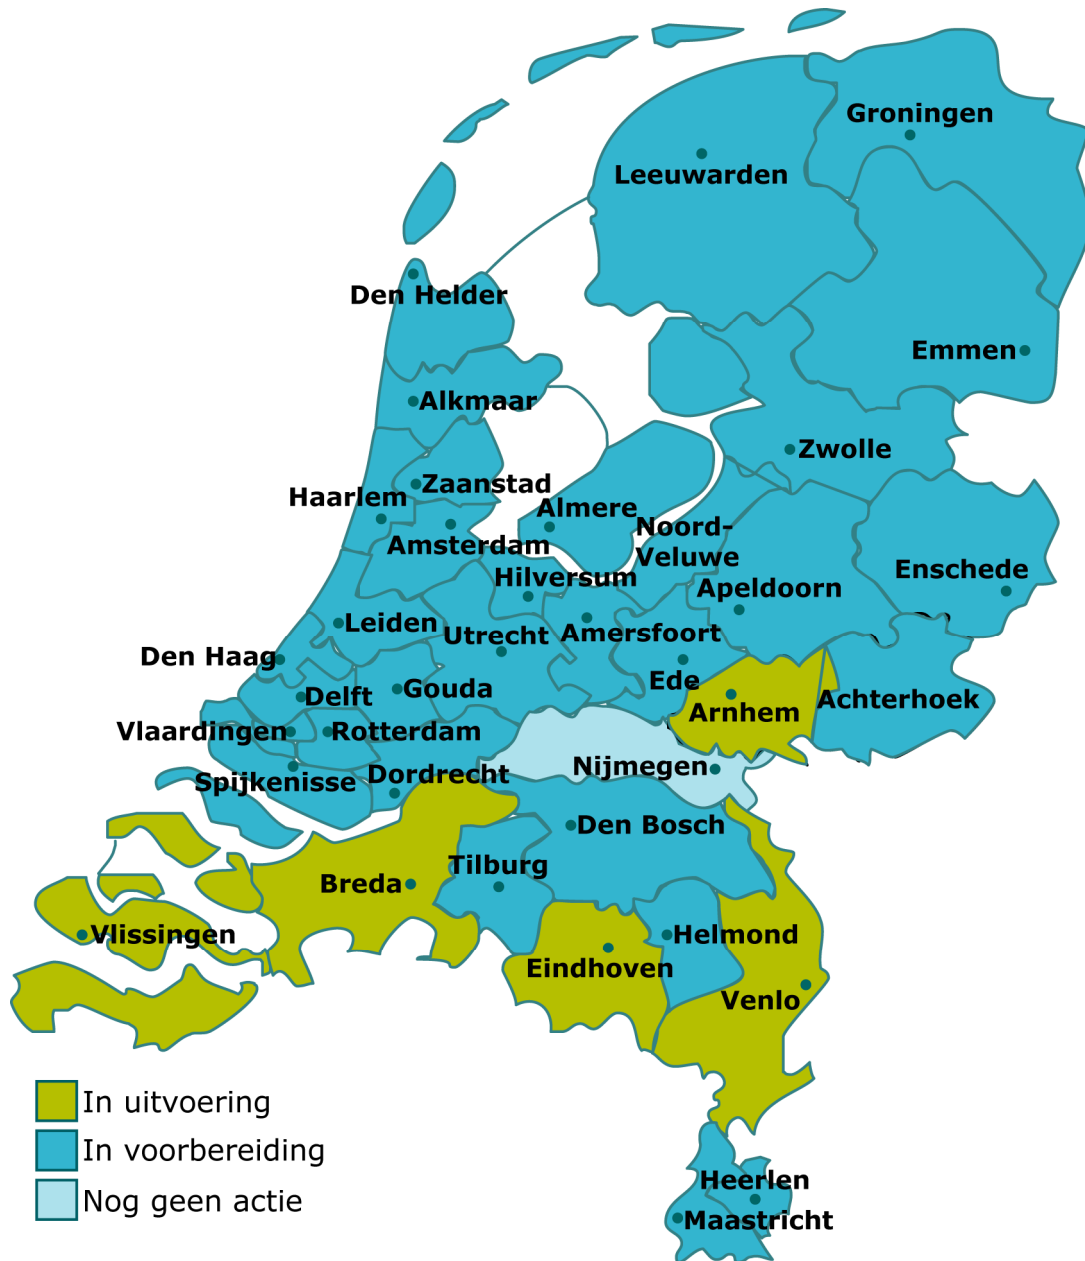 Groningen
Leeuwarden
Den Helder
Emmen
Alkmaar
Zwolle
Zaanstad
Haarlem
Almere
Noord-
Veluwe
Amsterdam
Hilversum
Enschede
Apeldoorn
Leiden
Utrecht
Amersfoort
Den Haag
Ede
Delft
Gouda
Achterhoek
Arnhem
Vlaardingen
Rotterdam
Nijmegen
Spijkenisse
Dordrecht
Den Bosch
Tilburg
Breda
Vlissingen
Helmond
Eindhoven
Venlo
In uitvoering
In voorbereiding
Nog geen actie
Heerlen
Maastricht